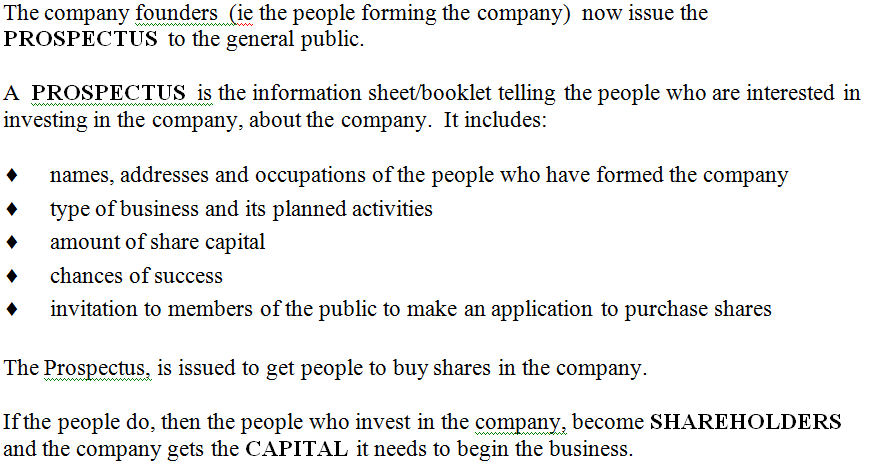 The company founders (ie the people forming the company) now issue the
PROSPECTUS to the general public.
A PROSPECTUS is the information sheet/booklet telling the people who are interested in
investing in the company, about the company. It includes:
♦ names, addresses and occupations of the people who have formed the company
♦ type of business and its planned activities
♦ amount of share capital
♦ chances of success
♦ invitation to members of the public to make an application to purchase shares
The Prospectus, is issued to get people to buy shares in the company.
If the people do, then the people who invest in the company, become SHAREHOLDERS
and the company gets the CAPITAL it needs to begin the business.